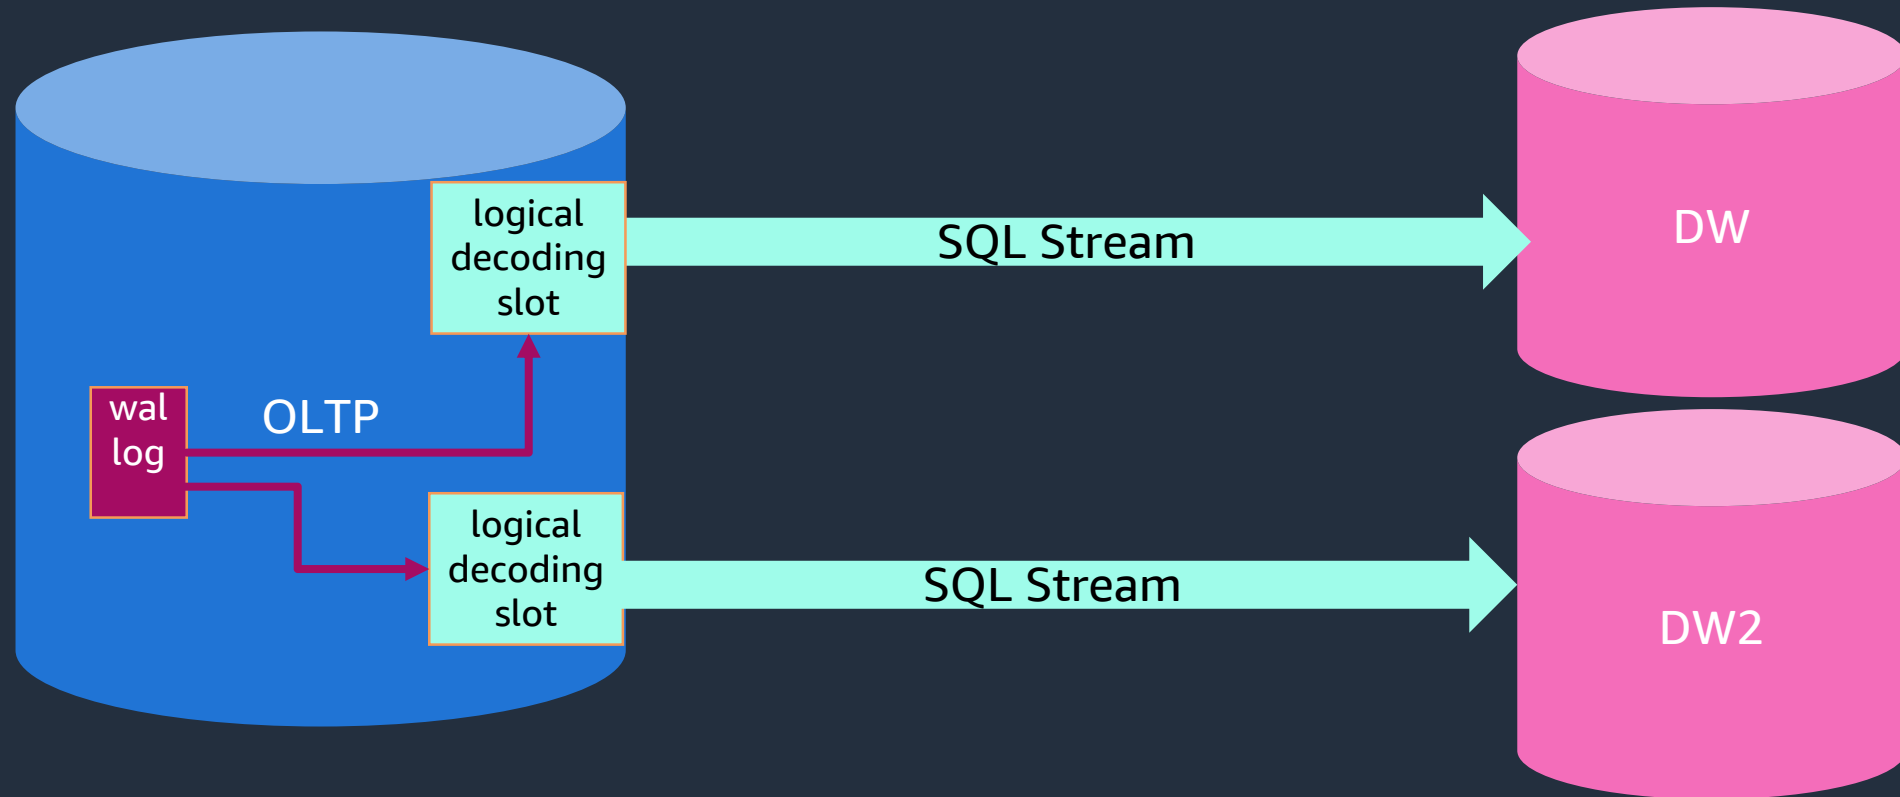 logical
decoding
slot
SQL Stream
DW
wal
log
OLTP
logical
decoding
slot
SQL Stream
DW2